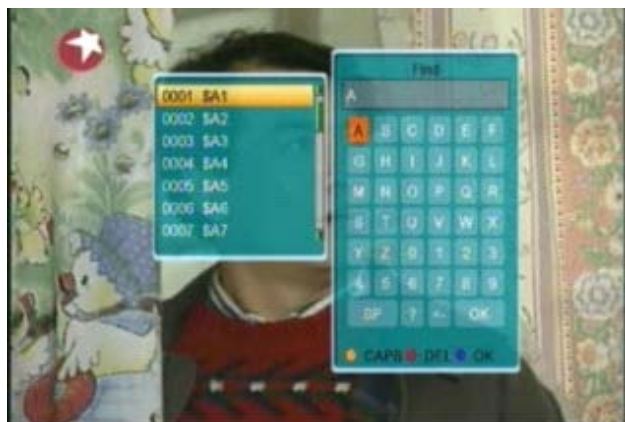 0001 $A1
0002 $A2
0003 $A3
0004 $A4
0005 $A5
0006 $A6
0007 $A7
Find
A
A B C D E F
G H I J K L
M N O P Q R
S T U V W X
Y Z 0 1 2 3
4 5 6 7 8 9
SP ? <- OK
CAPS DEL OK